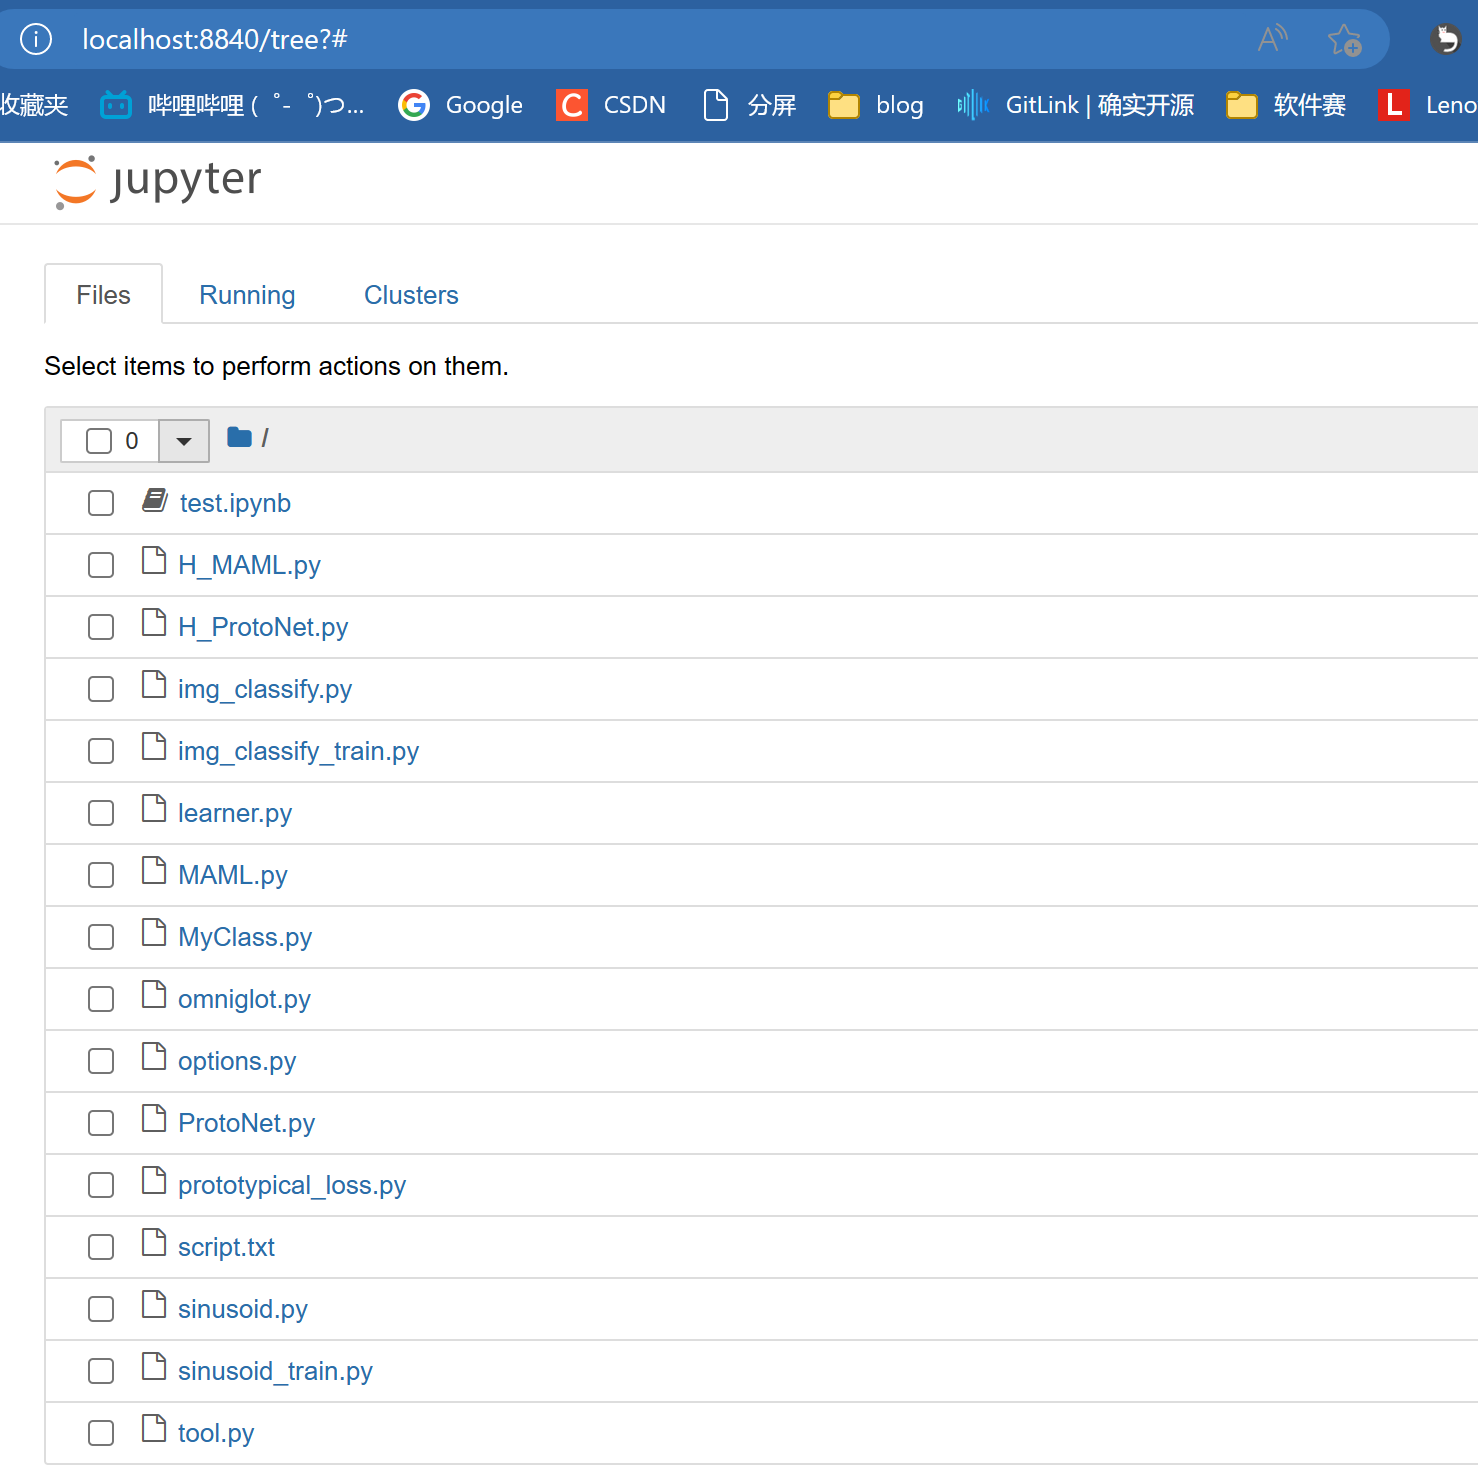 localhost:8840/tree?#
收藏夹 哔哩哔哩 (゜-゜)つ... Google CSDN 分屏 blog GitLink | 确实开源 软件赛 Leno
jupyter
Files Running Clusters
Select items to perform actions on them.
0 /
test.ipynb
H_MAML.py
H_ProtoNet.py
img_classify.py
img_classify_train.py
learner.py
MAML.py
MyClass.py
omniglot.py
options.py
ProtoNet.py
prototypical_loss.py
script.txt
sinusoid.py
sinusoid_train.py
tool.py